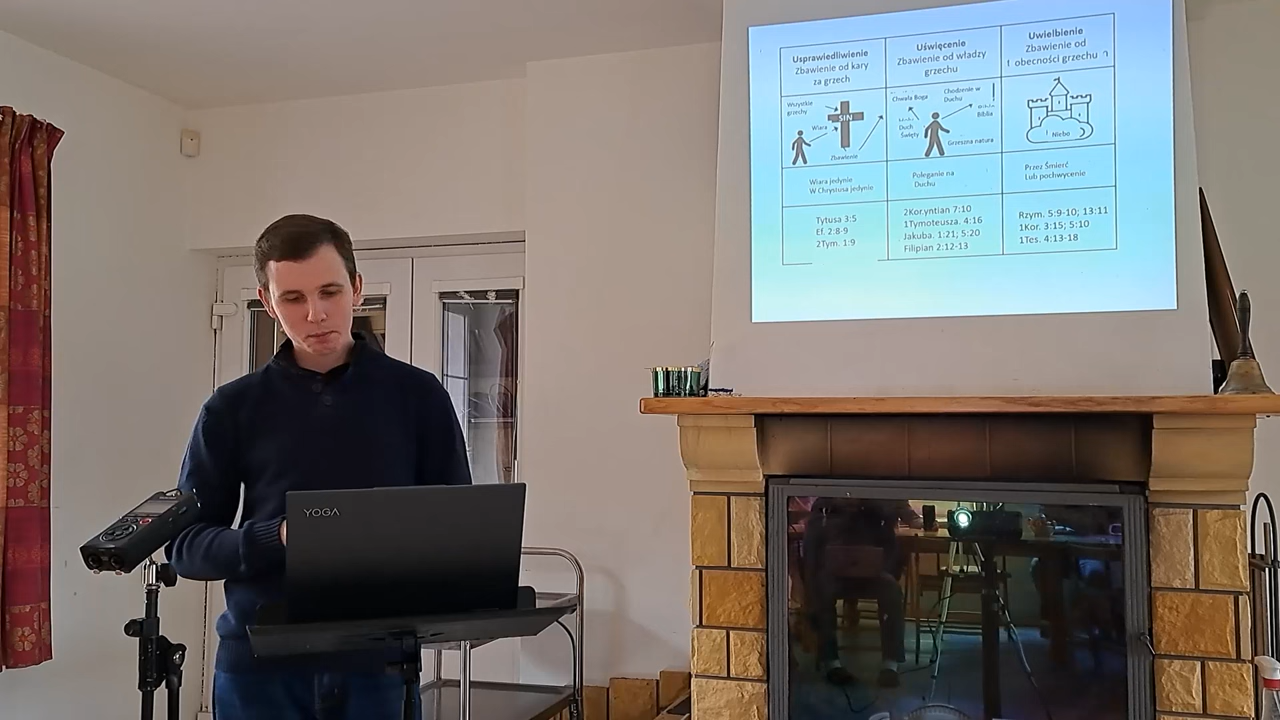 Usprawiedliwienie
Zbawienie od kary
za grzech
Uświęcenie
Zbawienie od władzy
grzechu
Uwielbienie
Zbawienie od
obecności grzechu
Wszystkie
grzechy
Wiara
SIN
Zbawienie
Chwała Boga
Chodzenie w
Duchu
Biblia
Duch
Święty
Grzeszna natura
Niebo
Wiara jedynie
W Chrystusa jedynie
Poleganie na
Duchu
Przez Śmierć
Lub pochwycenie
Tytusa 3:5
Ef. 2:8-9
2Tym. 1:9
2Kor.yntian 7:10
1Tymoteusza. 4:16
Jakuba. 1:21; 5:20
Filipian 2:12-13
Rzym. 5:9-10; 13:11
1Kor. 3:15; 5:10
1Tes. 4:13-18
YOGA